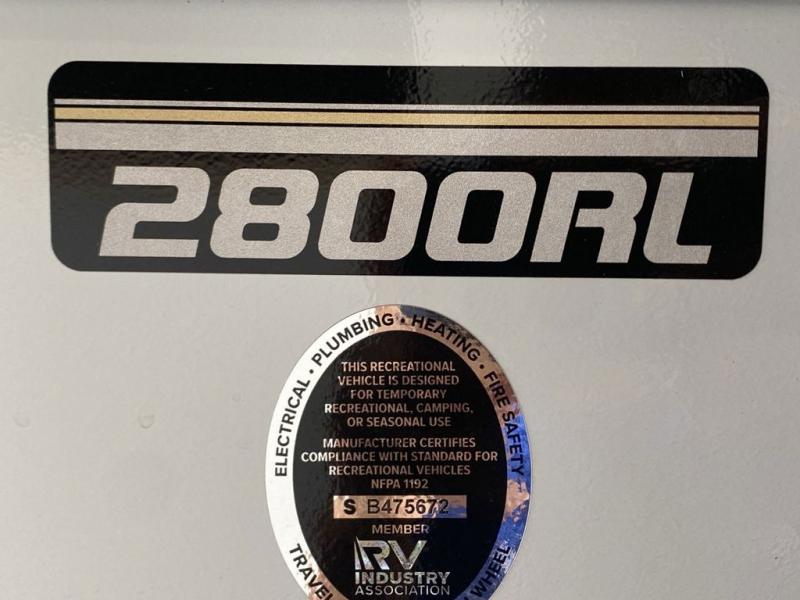 2800RL
ELECTRICAL • PLUMBING • HEATING • FIRE SAFETY
THIS RECREATIONAL
VEHICLE IS DESIGNED
FOR TEMPORARY
RECREATIONAL, CAMPING,
OR SEASONAL USE
MANUFACTURER CERTIFIES
COMPLIANCE WITH STANDARD FOR
RECREATIONAL VEHICLES
NFPA 1192
S B475672
MEMBER
RV
INDUSTRY
ASSOCIATION
TRAVEL
WHEEL